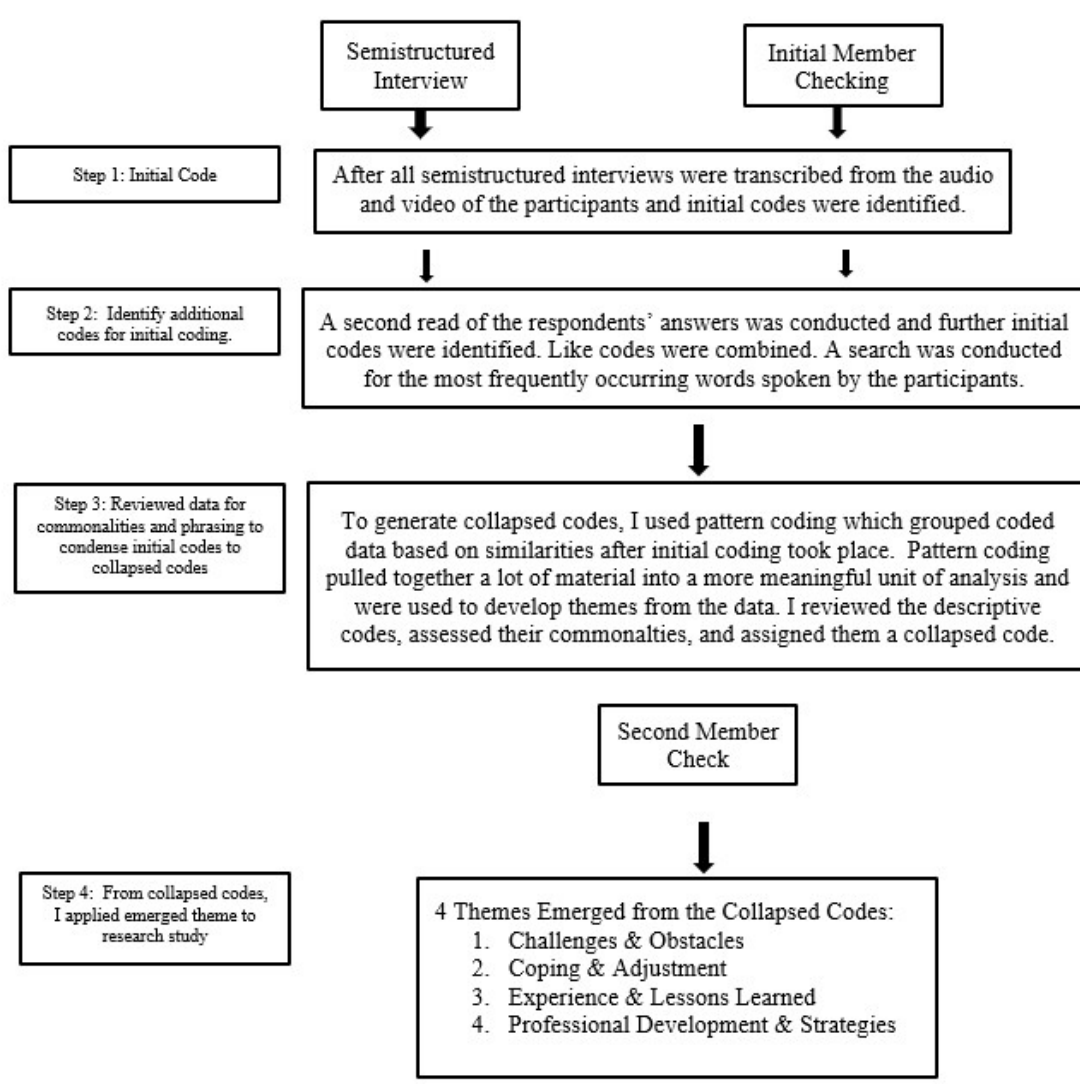 Semistructured
Interview
Initial Member
Checking
Step 1: Initial Code
After all semistructured interviews were transcribed from the audio
and video of the participants and initial codes were identified.
Step 2:  Identify additional
codes for initial coding.
A second read of the respondents’ answers was conducted and further initial
codes were identified. Like codes were combined. A search was conducted
for the most frequently occurring words spoken by the participants.
Step 3: Reviewed data for
commonalities and phrasing to
condense initial codes to
collapsed codes
To generate collapsed codes, I used pattern coding which grouped coded
data based on similarities after initial coding took place.  Pattern coding
pulled together a lot of material into a more meaningful unit of analysis and
were used to develop themes from the data. I reviewed the descriptive
codes, assessed their commonalties, and assigned them a collapsed code.
Second Member
Check
Step 4:  From collapsed codes,
I applied emerged theme to
research study
4 Themes Emerged from the Collapsed Codes:
1. Challenges & Obstacles
2. Coping & Adjustment
3. Experience & Lessons Learned
4. Professional Development & Strategies